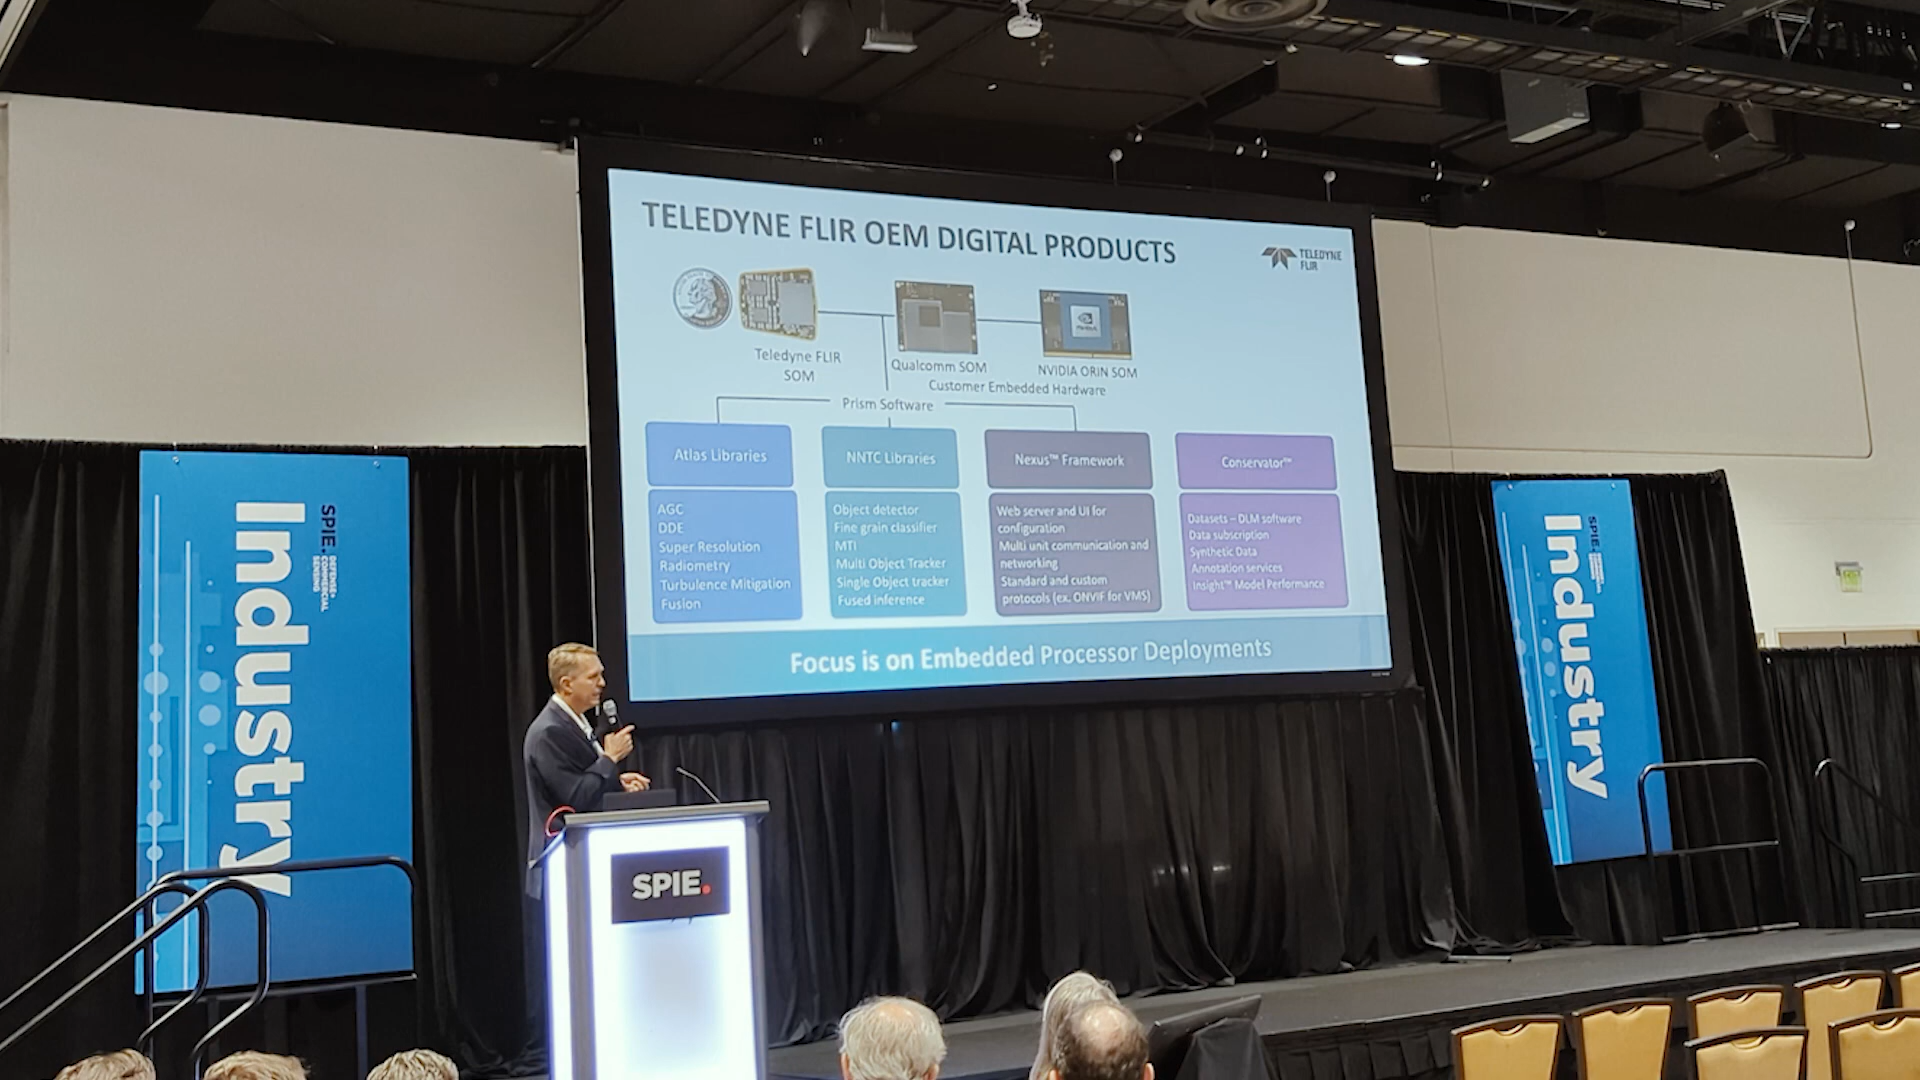 TELEDYNE FLIR OEM DIGITAL PRODUCTS
TELEDYNE
FLIR
Teledyne FLIR
SOM
Qualcomm SOM
NVIDIA ORIN SOM
Customer Embedded Hardware
Prism Software
Atlas Libraries
AGC
DDE
Super Resolution
Radiometry
Turbulence Mitigation
Fusion
NNTC Libraries
Object detector
Fine grain classifier
MTI
Multi Object Tracker
Single Object tracker
Fused inference
Nexus™ Framework
Web server and UI for
configuration
Multi unit communication and
networking
Standard and custom
protocols (ex. ONVIF for VMS)
Conservator™
Datasets – DLM software
Data subscription
Synthetic Data
Annotation services
Insight™ Model Performance
Focus is on Embedded Processor Deployments
SPIE. DEFENSE+
COMMERCIAL
SENSING
Industry
SPIE.
Industry
SPIE.